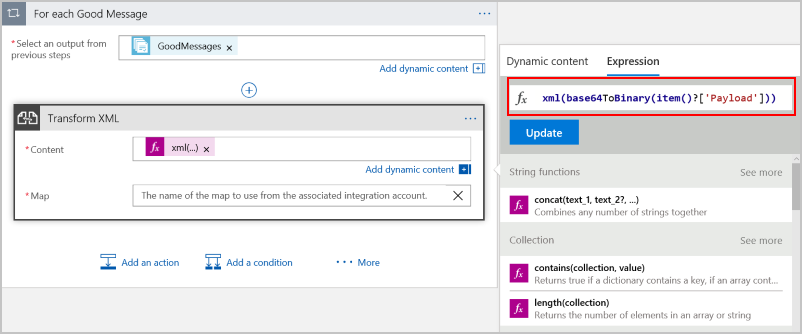 For each Good Message
...
*Select an output from
previous steps
GoodMessages x
Add dynamic content
Transform XML
...
*Content
fx xml(...) x
Add dynamic content
*Map
The name of the map to use from the associated integration account.
Add an action
Add a condition
... More
Dynamic content
Expression
fx xml(base64ToBinary(item()?['Payload']))
Update
String functions
See more
fx
concat(text_1, text_2?, ...)
Combines any number of strings together
Collection
See more
fx
contains(collection, value)
Returns true if a dictionary contains a key, if an array cont...
fx
length(collection)
Returns the number of elements in an array or string